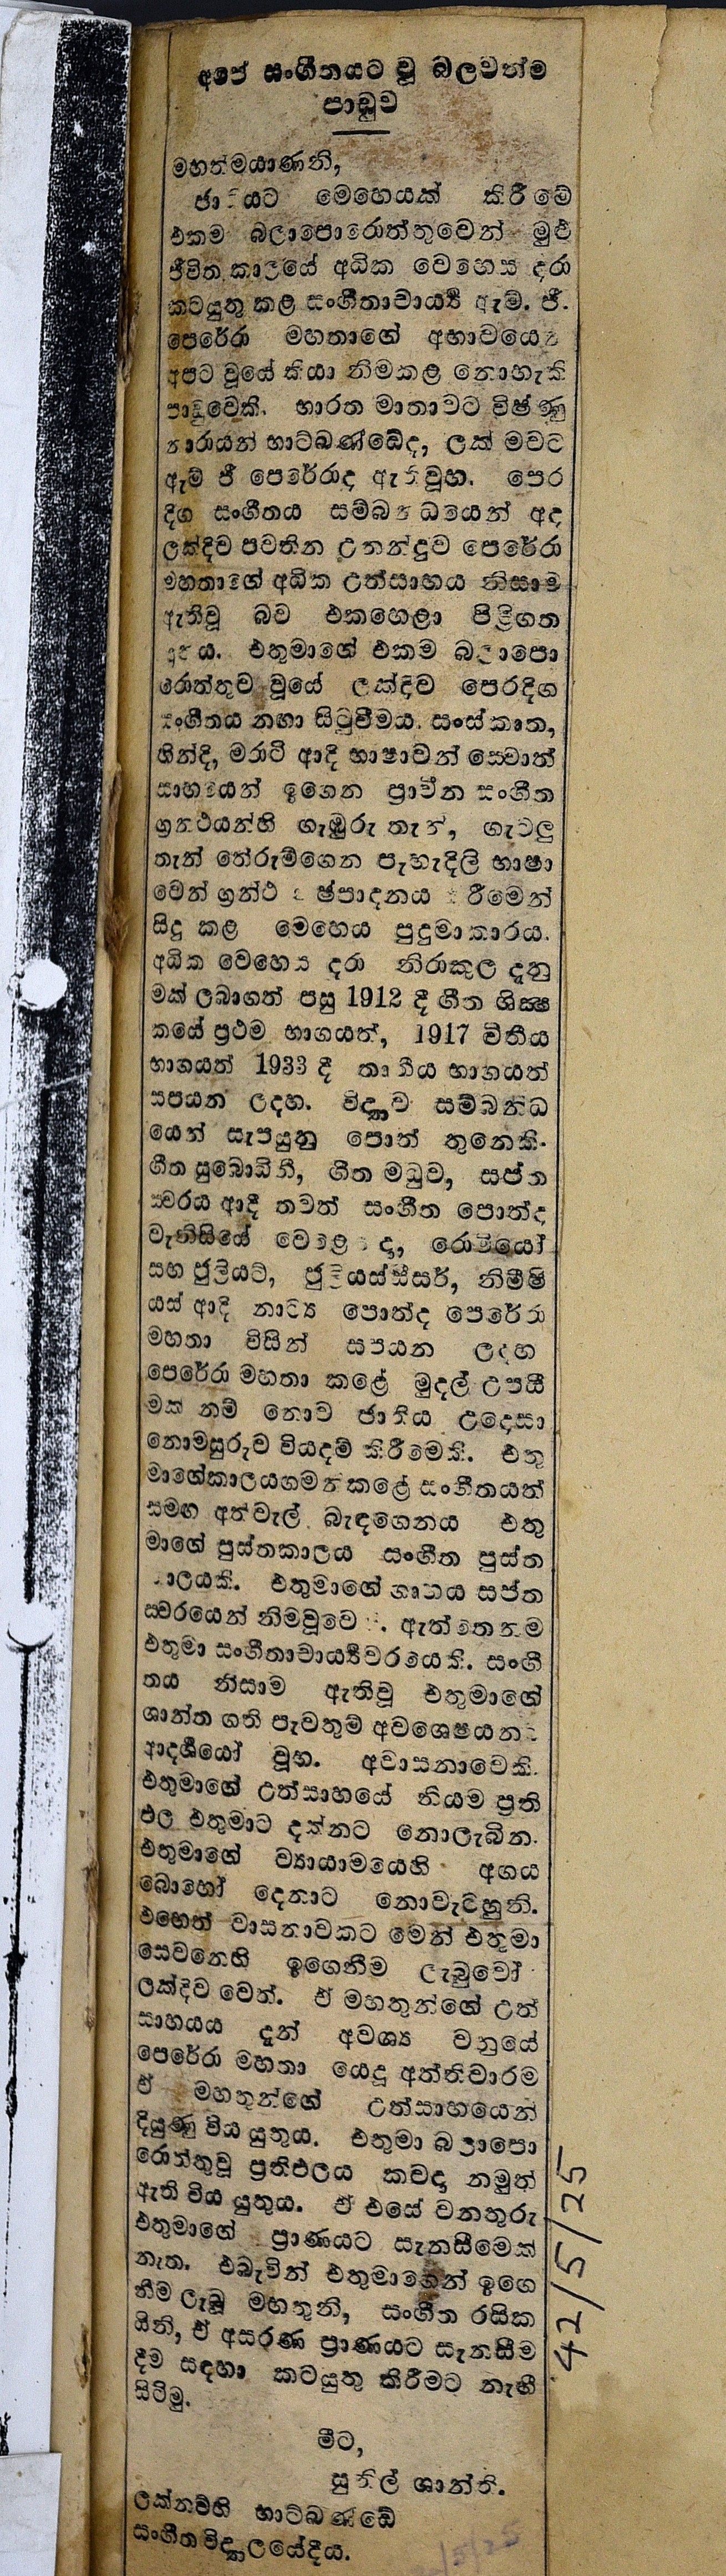 අපේ සංගීතයට වූ බලවත්ම
පාඩුව
මහත්මයාණනි,
ජාතියට මෙහෙයක් කිරීමේ
එකම බලාපොරොත්තුවෙන් මුළු
ජීවිත කාලයේ අධික වෙහෙස දරා
කටයුතු කළ සංගීතාචාර්ය්‍ය ඇම්. ජී.
පෙරේරා මහතාගේ අභාවයෙන්
අපට වූයේ කියා නිමකළ නොහැකි
පාඩුවෙකි. භාරත මාතාවට විෂ්ණු
නාරායන් භාට්ඛණ්ඩේද, ලක් මවට
ඇම් ජී පෙරේරාද ඇතිවූහ. පෙර
දිග සංගීතය සම්බන්‍ධයෙන් අද
ලක්දිව පවතින උනන්දුව පෙරේරා
මහතාගේ අධික උත්සාහය නිසාම
ඇතිවූ බව එකහෙළා පිළිගත
යුතුය. එතුමාගේ එකම බලාපො
රොත්තුව වූයේ ලක්දිව පෙරදිග
සංගීතය නඟා සිටුවීමය. සංස්කෘත,
හින්දි, මරාටි ආදි භාෂාවන් ස්වොත්
සාහයෙන් ඉගෙන ප්‍රාචීන සංගීත
ග්‍රන්‍ථයන්හි ගැඹුරු තැන්, ගැටලු
තැන් තේරුම්ගෙන පැහැදිලි භාෂා
වෙන් ග්‍රන්ථ නිෂ්පාදනය කිරීමෙන්
සිදු කළ මෙහෙය පුදුමාකාරය.
අධික වෙහෙස දරා නිරාකුල දැනු
මක් ලබාගත් පසු 1912 දී ගීත ශික්‍ෂ
කයේ ප්‍රථම භාගයත්, 1917 ද්විතීය
භාගයත් 1933 දී තෘතීය භාගයත්
සපයන ලදහ. විද්‍යාව සම්බන්‍ධ
යෙන් සැපයුනු පොත් තුනෙකි.
ගීත සුබොධිනී, ගීත මධුව, සප්ත
ස්වරය ආදී තවත් සංගීත පොත්ද
වැනිසියේ වෙළෙන්දා, රොමියෝ
සහ ජුලියට්, ජුලියස්සීසර්, නිම්ෂි
යස් ආදි නාට්‍ය පොත්ද පෙරේරා
මහතා විසින් සපයන ලදහ
පෙරේරා මහතා කළේ මුදල් උපයී
මක් නම් නොව ජාතිය උදෙසා
නොමසුරුව වියදම් කිරීමෙකි. එතු
මාගේකාලයගමන්කළේ සංගීතයත්
සමඟ අත්වැල් බැඳගෙනය එතු
මාගේ පුස්තකාලය සංගීත පුස්ත
කාලයකි. එතුමාගේ ගෘහය සප්ත
ස්වරයෙන් නිමවූවෙකි. ඇත්තෙනම්
එතුමා සංගීතාචාර්ය්‍යවරයෙකි. සංගී
තය නිසාම ඇතිවූ එතුමාගේ
ශාන්ත ගති පැවතුම් අවශෙෂයනට
ආදර්‍ශයෝ වූහ. අවාසනාවෙකි.
එතුමාගේ උත්සාහයේ නියම ප්‍රති
ඵල එතුමාට දක්නට නොලැබින.
එතුමාගේ ව්‍යායාමයෙහි අගය
බොහෝ දෙනාට නොවැටහුනි.
එහෙත් වාසනාවකට මෙන් එතුමා
සෙවනෙහි ඉගෙනීම ලැබුවෝ
ලක්දිව වෙත්. ඒ මහතුන්ගේ උත්
සාහයය දැන් අවශ්‍ය වනුයේ
පෙරේරා මහතා යෙදූ අත්තිවාරම
ඒ මහතුන්ගේ උත්සාහයෙන්
දියුණු විය යුතුය. එතුමා බලාපො
රොත්තුවූ ප්‍රතිඵලය කවදා නමුත්
ඇති විය යුතුය. ඒ එසේ වනතුරු
එතුමාගේ ප්‍රාණයට සැනසීමෙක්
නැත. එබැවින් එතුමාගෙන් ඉගෙ
නීම ලැබූ මහතුනි, සංගීත රසික
යිනි, ඒ අසරණ ප්‍රාණයට සැනසීම
දීම සඳහා කටයුතු කිරීමට නැඟී
සිටිමු.
මීට,
සුනිල් ශාන්ති.
ලක්නව්හි භාට්ඛණ්ඩේ
සංගීත විද්‍යාලයේදීය.
42/5/25